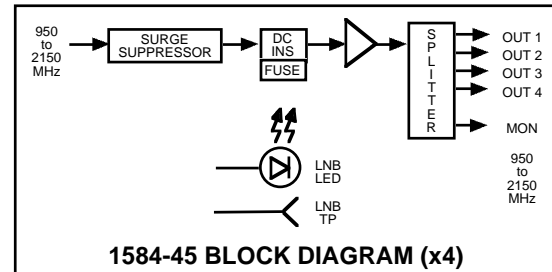 950
to
2150
MHz
SURGE
SUPPRESSOR
DC
INS
FUSE
S
P
L
I
T
T
E
R
OUT 1
OUT 2
OUT 3
OUT 4
MON
950
to
2150
MHz
LNB
LED
LNB
TP
1584-45 BLOCK DIAGRAM (x4)